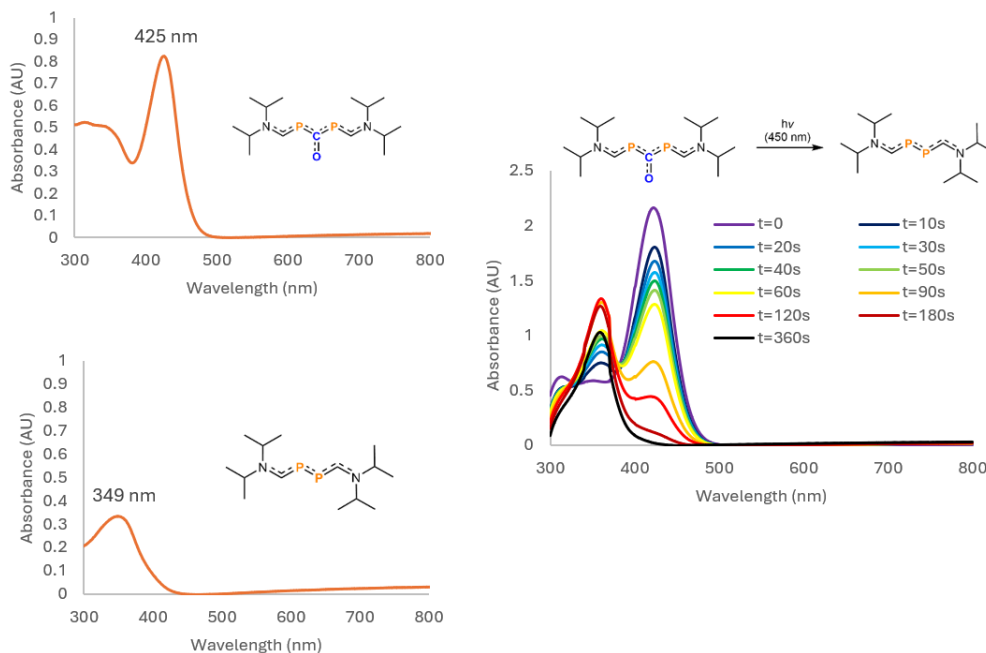 1
0.9
0.8
0.7
0.6
0.5
0.4
0.3
0.2
0.1
0
Absorbance (AU)
425 nm
N P C P N
O
300 400 500 600 700 800
Wavelength (nm)
1
0.9
0.8
0.7
0.6
0.5
0.4
0.3
0.2
0.1
0
Absorbance (AU)
349 nm
N P
P N
300 400 500 600 700 800
Wavelength (nm)
N P C P N
O
hv
(450 nm)
N P
P N
2.5
2
1.5
1
0.5
0
Absorbance (AU)
t=0 t=10s
t=20s t=30s
t=40s t=50s
t=60s t=90s
t=120s t=180s
t=360s
300 400 500 600 700 800
Wavelength (nm)